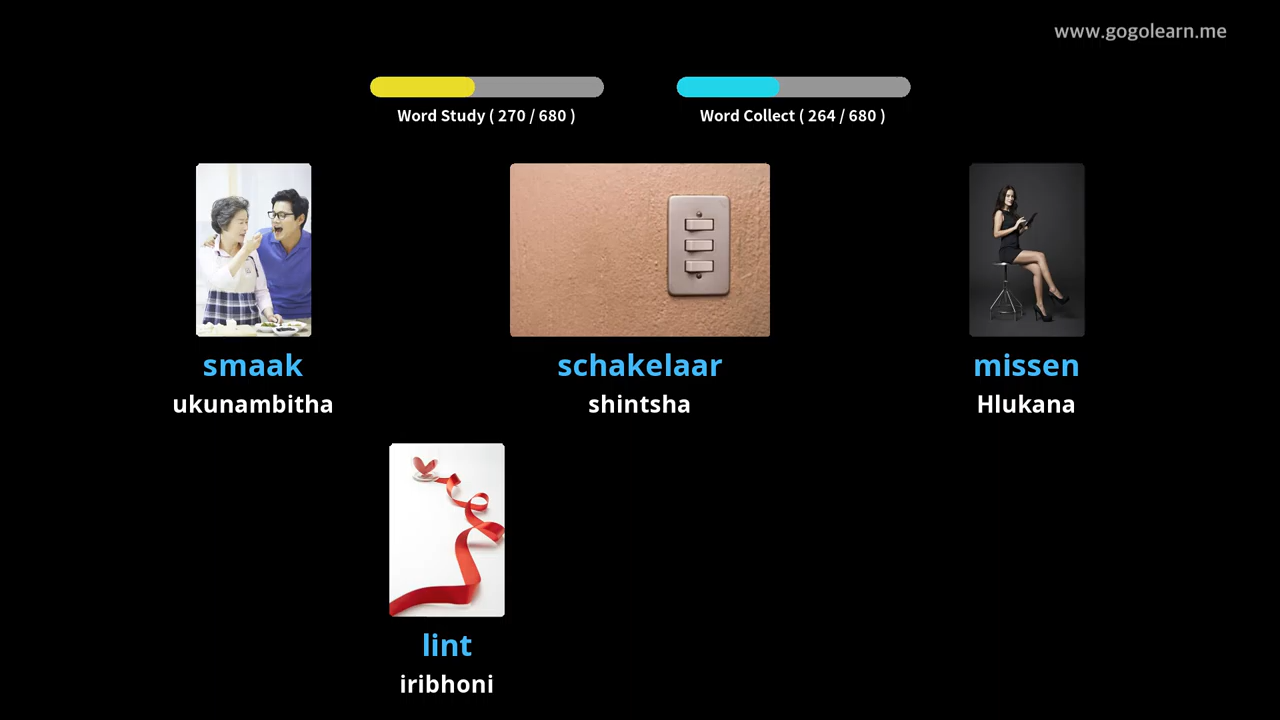 www.gogolearn.me
Word Study ( 270 / 680 )
Word Collect ( 264 / 680 )
smaak
ukunambitha
schakelaar
shintsha
missen
Hlukana
lint
iribhoni